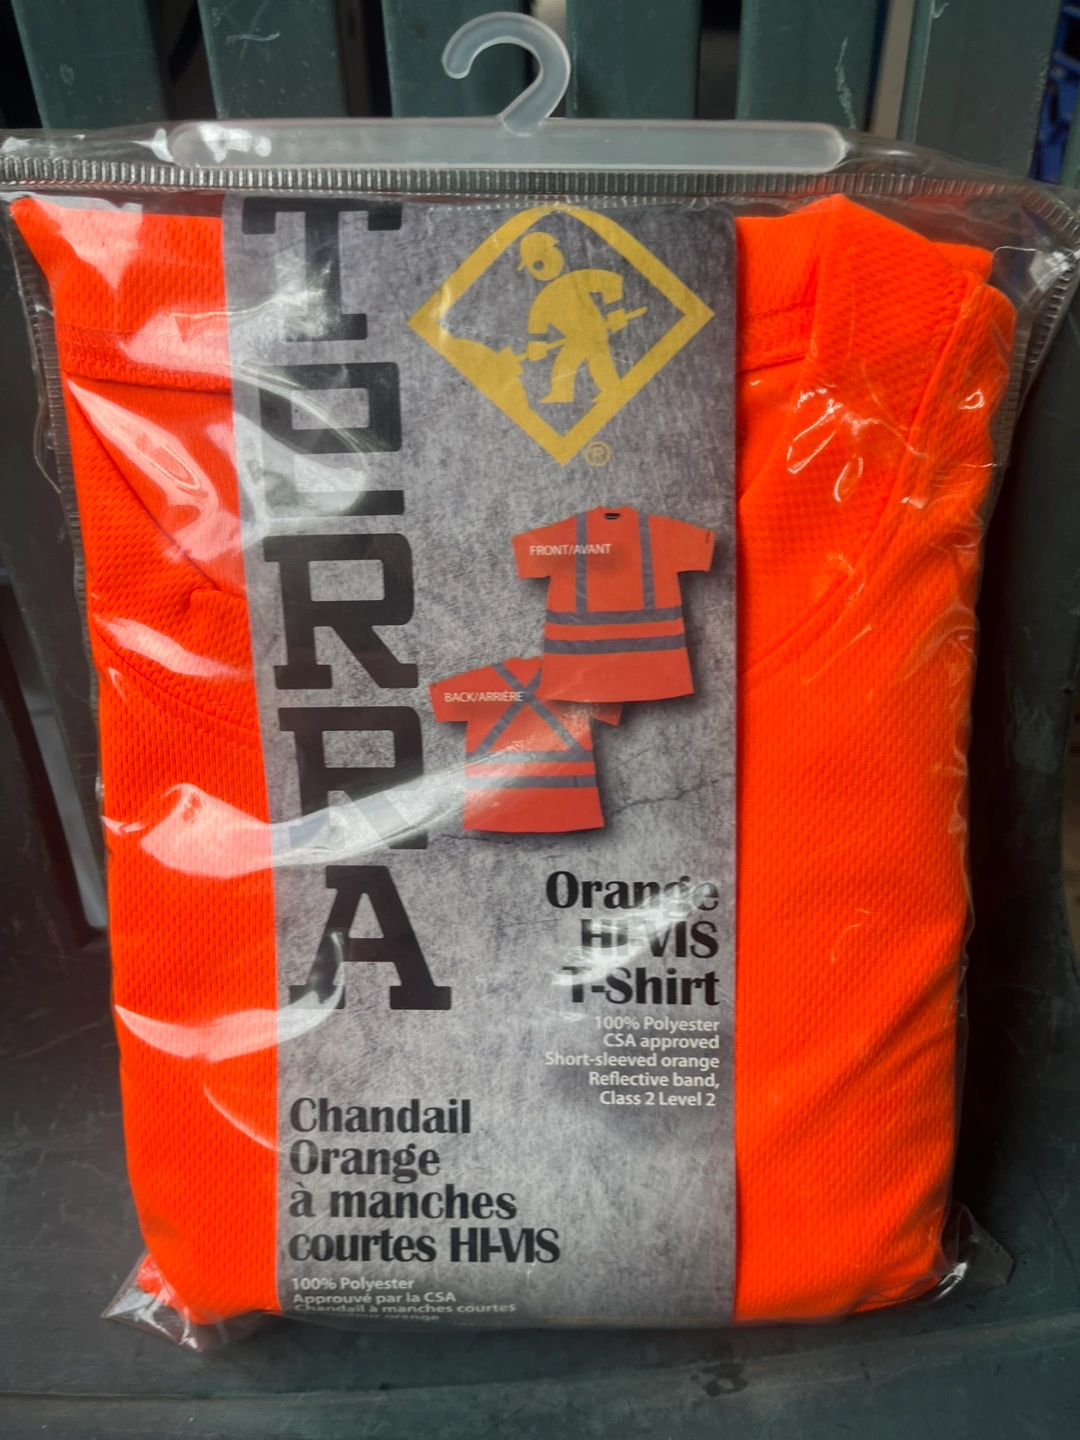 TERRA
®
FRONT/AVANT
BACK/ARRIÈRE
Orange
HI-VIS
T-Shirt
100% Polyester
CSA approved
Short-sleeved orange
Reflective band,
Class 2 Level 2
Chandail
Orange
à manches
courtes HI-VIS
100% Polyester
Approuvé par la CSA
Chandail à manches courtes
orange